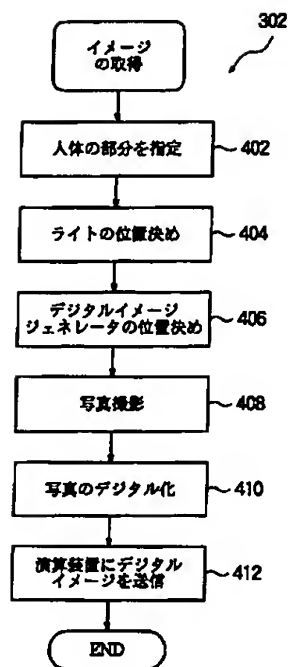 302
イメージ
の取得
人体の部分を指定
402
ライトの位置決め
404
デジタルイメージ
ジェネレータの位置決め
406
写真撮影
408
写真のデジタル化
410
演算装置にデジタル
イメージを送信
412
END